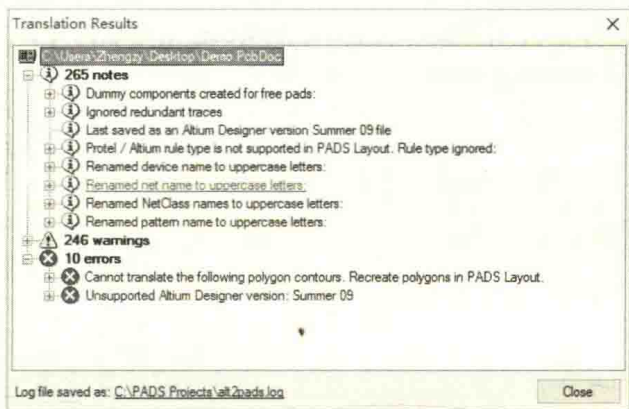 Translation Results
C:\Users\Zhengzy\Desktop\Demo.PcbDoc
265 notes
Dummy components created for free pads:
Ignored redundant traces
Last saved as an Altium Designer version Summer 09 file
Protel / Altium rule type is not supported in PADS Layout. Rule type ignored:
Renamed device name to uppercase letters:
Renamed net name to uppercase letters:
Renamed NetClass names to uppercase letters:
Renamed pattern name to uppercase letters:
246 warnings
10 errors
Cannot translate the following polygon contours. Recreate polygons in PADS Layout.
Unsupported Altium Designer version: Summer 09
Log file saved as: C:\PADS Projects\alt2pads.log
Close